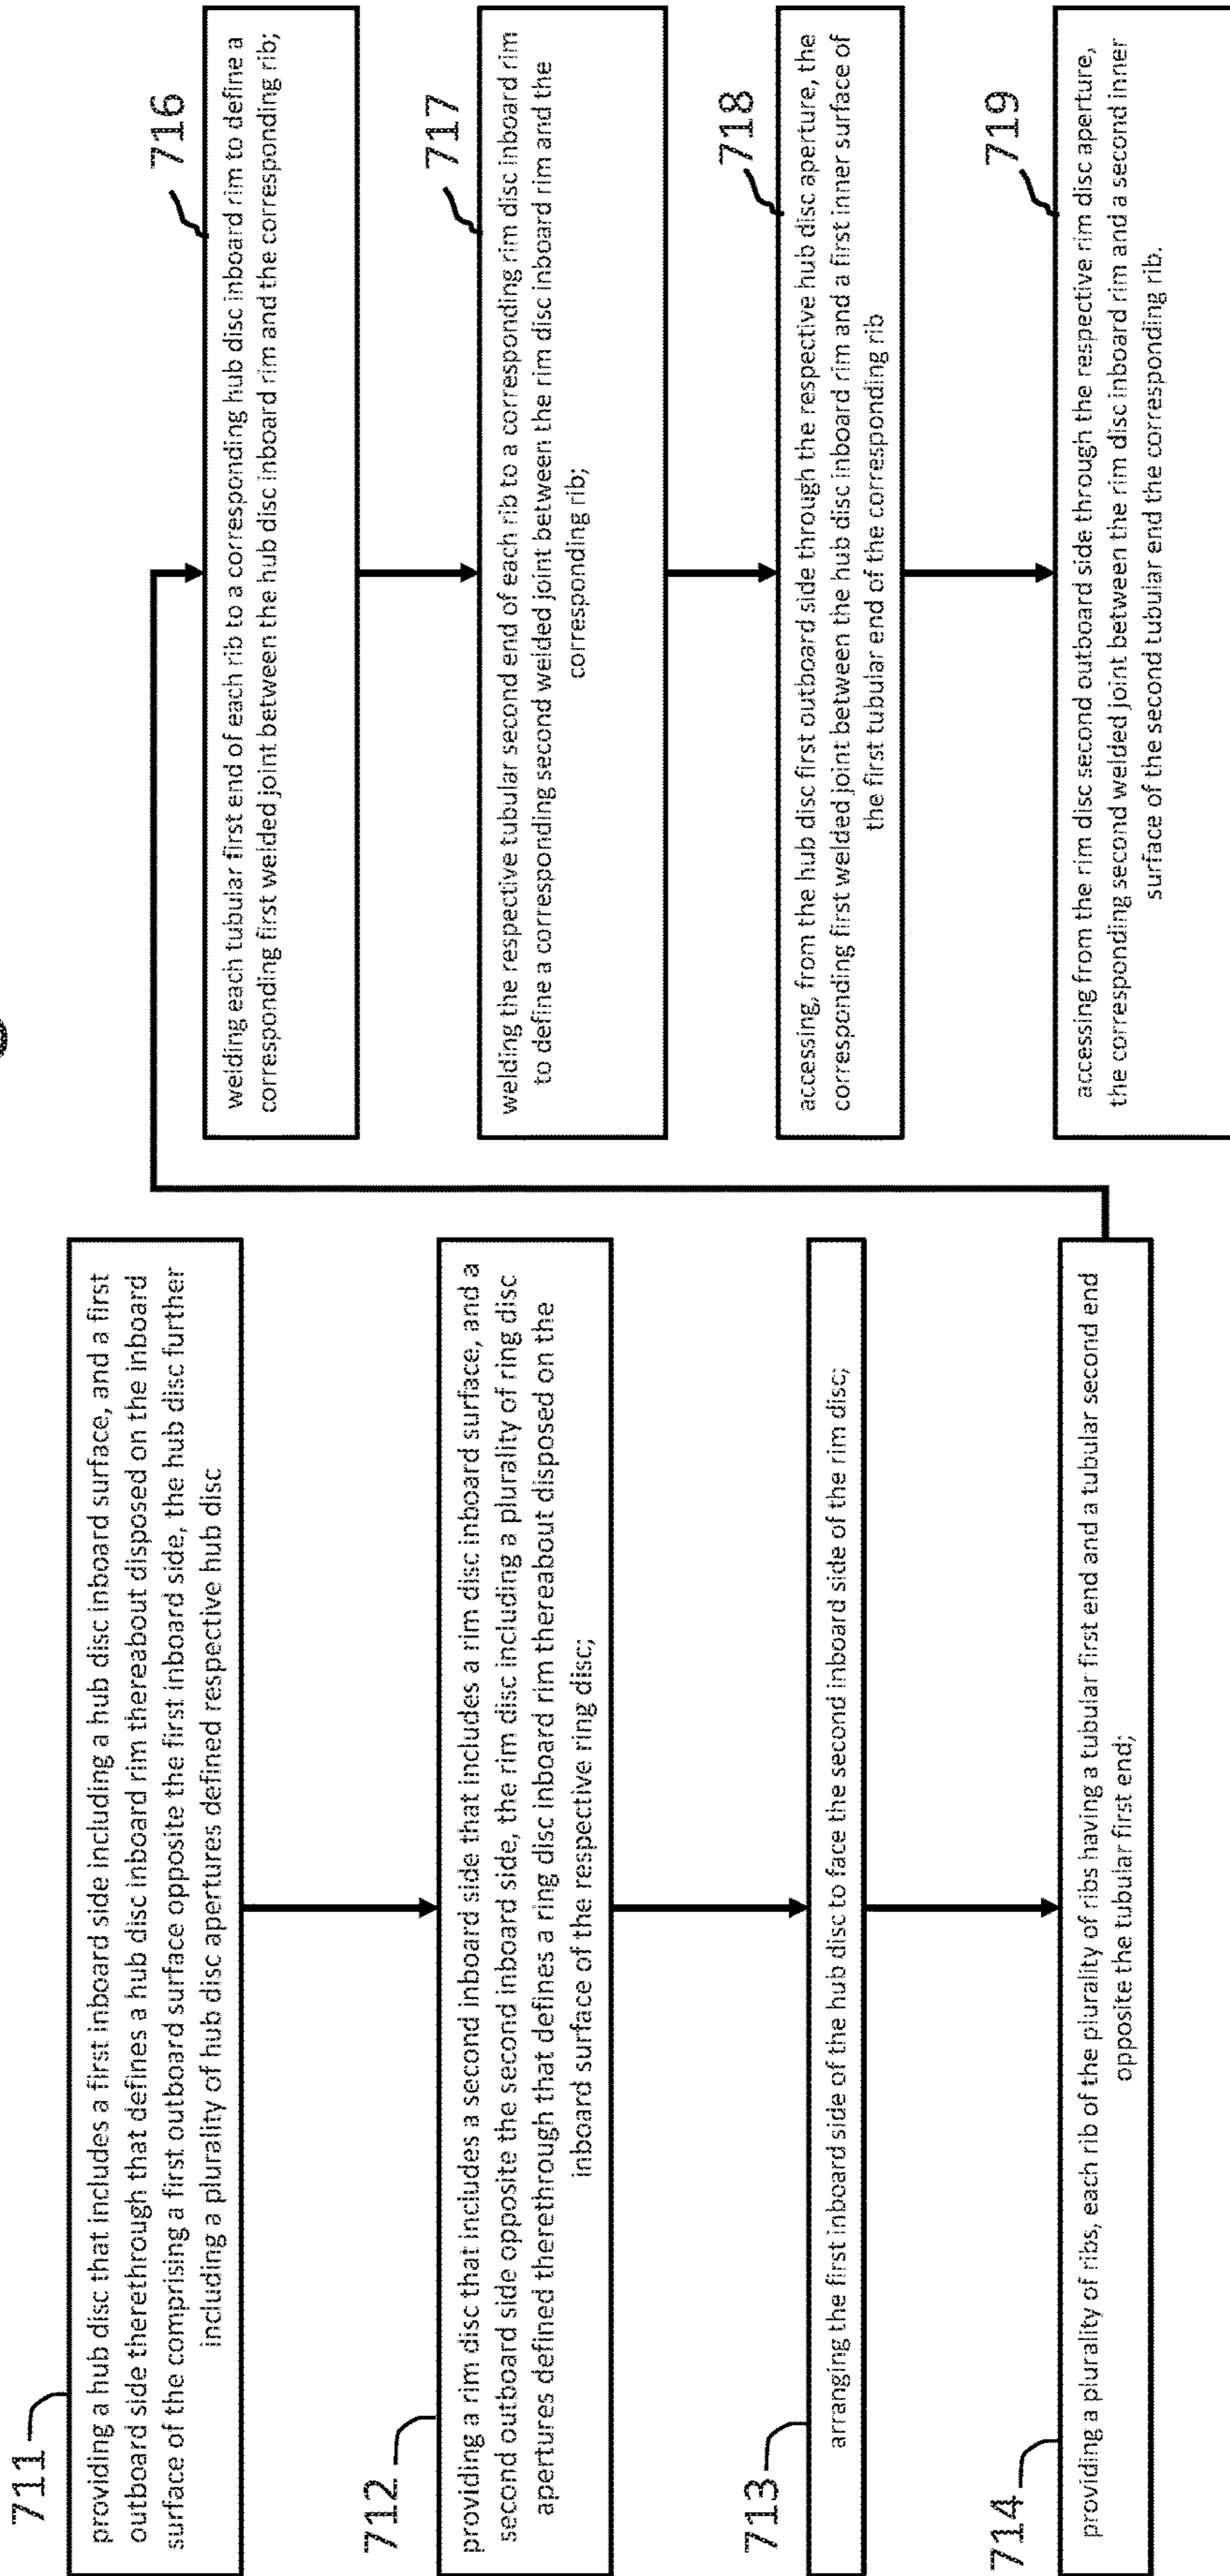 711
providing a hub disc that includes a first inboard side including a hub disc inboard surface, and a first
outboard side therethrough that defines a hub disc inboard rim thereabout disposed on the inboard
surface of the comprising a first outboard surface opposite the first inboard side, the hub disc further
including a plurality of hub disc apertures defined respective hub disc
712
providing a rim disc that includes a second inboard side that includes a rim disc inboard surface, and a
second outboard side opposite the second inboard side, the rim disc including a plurality of ring disc
apertures defined therethrough that defines a ring disc inboard rim thereabout disposed on the
inboard surface of the respective ring disc;
713
arranging the first inboard side of the hub disc to face the second inboard side of the rim disc;
714
providing a plurality of ribs, each rib of the plurality of ribs having a tubular first end and a tubular second end
opposite the tubular first end;
716
welding each tubular first end of each rib to a corresponding hub disc inboard rim to define a
corresponding first welded joint between the hub disc inboard rim and the corresponding rib;
717
welding the respective tubular second end of each rib to a corresponding rim disc inboard rim
to define a corresponding second welded joint between the rim disc inboard rim and the
corresponding rib;
718
accessing, from the hub disc first outboard side through the respective hub disc aperture, the
corresponding first welded joint between the hub disc inboard rim and a first inner surface of
the first tubular end of the corresponding rib
719
accessing from the rim disc second outboard side through the respective rim disc aperture,
the corresponding second welded joint between the rim disc inboard rim and a second inner
surface of the second tubular end the corresponding rib.